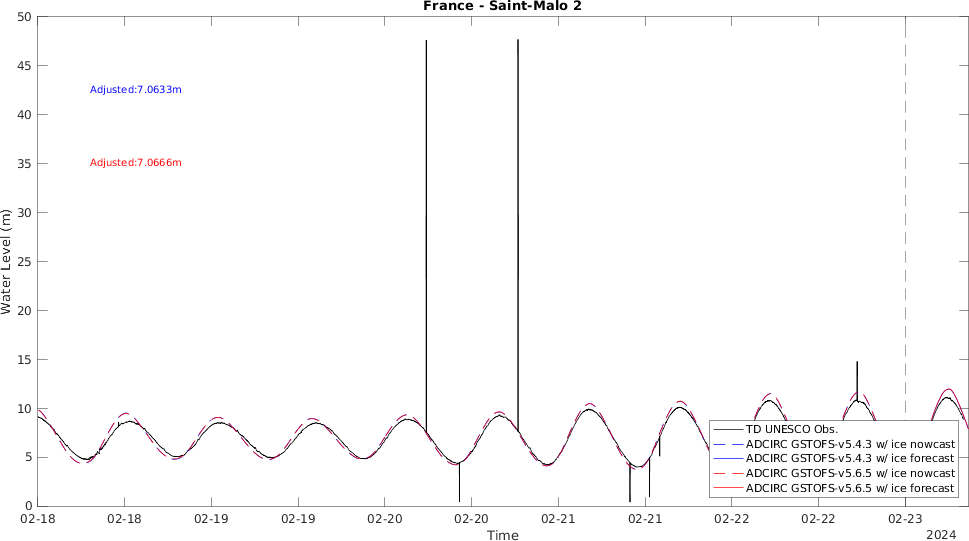 France - Saint-Malo 2
50
45
40
35
30
25
20
15
10
5
0
Water Level (m)
Adjusted:7.0633m
Adjusted:7.0666m
TD UNESCO Obs.
ADCIRC GSTOFS-v5.4.3 w/ ice nowcast
ADCIRC GSTOFS-v5.4.3 w/ ice forecast
ADCIRC GSTOFS-v5.6.5 w/ ice nowcast
ADCIRC GSTOFS-v5.6.5 w/ ice forecast
02-18 02-18 02-19 02-19 02-20 02-20 02-21 02-21 02-22 02-22 02-23
Time
2024